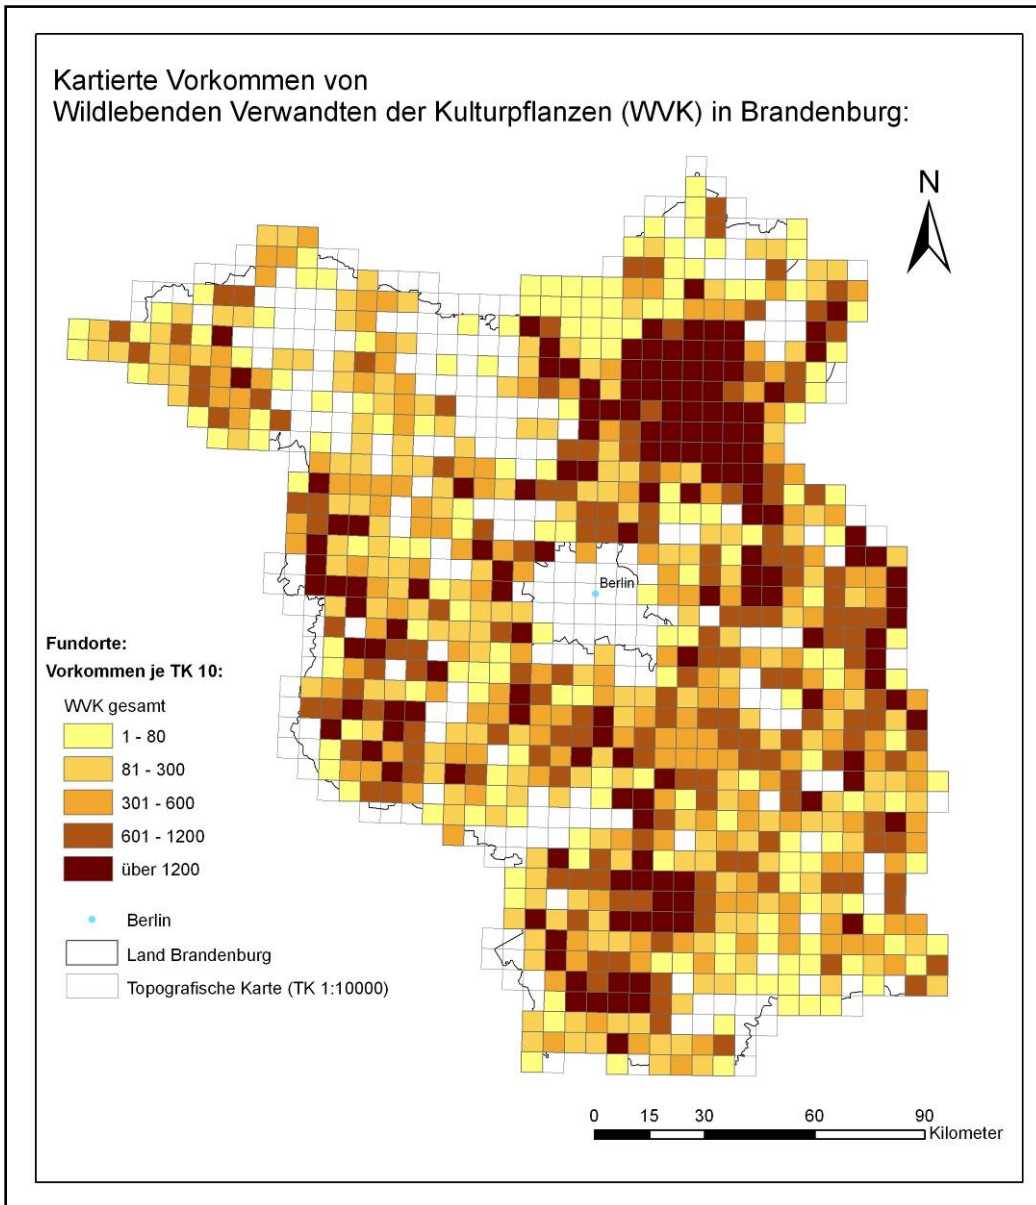 Kartierte Vorkommen von
Wildlebenden Verwandten der Kulturpflanzen (WVK) in Brandenburg:
N
Berlin
Fundorte:
Vorkommen je TK 10:
WVK gesamt
1 - 80
81 - 300
301 - 600
601 - 1200
über 1200
Berlin
Land Brandenburg
Topografische Karte (TK 1:10000)
0 15 30 60 90
Kilometer